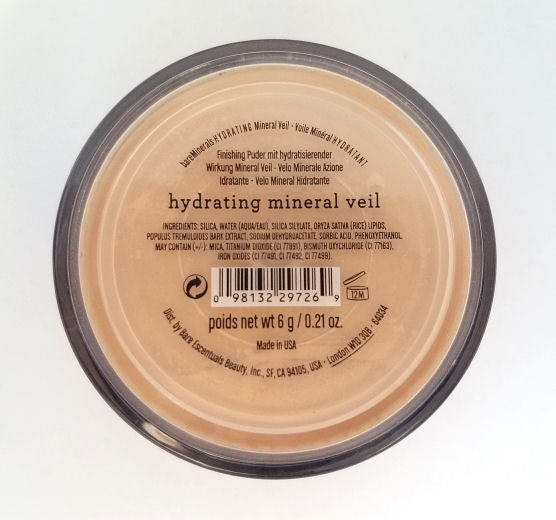 bareMinerals HYDRATING Mineral Veil - Voile Minéral HYDRATANT
Finishing Puder mit hydratisierender
Wirkung Mineral Veil - Velo Minerale Azione
Idratante - Velo Mineral Hidratante
hydrating mineral veil
INGREDIENTS: SILICA, WATER (AQUA/EAU), SILICA SILYLATE, ORYZA SATIVA (RICE) LIPIDS,
POPULUS TREMULOIDES BARK EXTRACT, SODIUM DEHYDROACETATE, SORBIC ACID, PHENOXYETHANOL.
MAY CONTAIN (+/-): MICA, TITANIUM DIOXIDE (CI 77891), BISMUTH OXYCHLORIDE (CI 77163),
IRON OXIDES (CI 77491, CI 77492, CI 77499).
0 98132 29726 9
12M
poids net wt 6 g / 0.21 oz.
Made in USA
Dist. by Bare Escentuals Beauty, Inc., SF, CA 94105, USA - London W10 30B - 64034